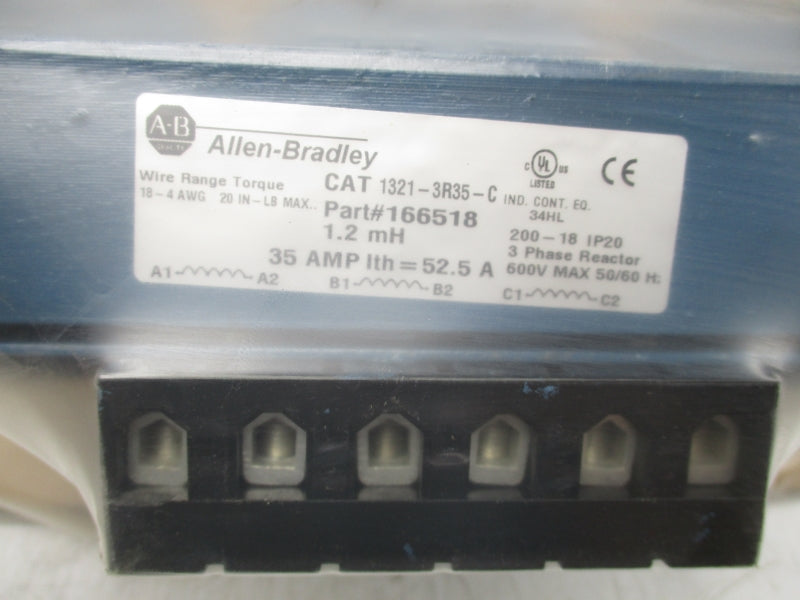 A-B
Allen-Bradley
Wire Range Torque
18-4 AWG 20 IN-LB MAX..
CAT 1321-3R35-C
Part#166518
1.2 mH
35 AMP Ith = 52.5 A
C UL US
LISTED
CE
IND. CONT. EQ.
34HL
200-18 IP20
3 Phase Reactor
600V MAX 50/60 H:
A1 A2
B1 B2
C1 C2